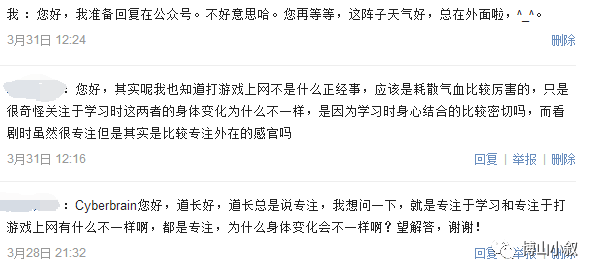 我 ：您好，我准备回复在公众号。不好意思哈。您再等等，这阵子天气好，总在外面啦，^_^。
3月31日 12:24 删除
：您好，其实呢我也知道打游戏上网不是什么正经事，应该是耗散气血比较厉害的，只是
很奇怪关注于学习时这两者的身体变化为什么不一样，是因为学习时身心结合的比较密切吗，而看
剧时虽然很专注但是其实是比较专注外在的感官吗
3月31日 12:16 回复 | 举报 | 删除
：Cyberbrain您好，道长好，道长总是说专注，我想问一下，就是专注于学习和专注于打
游戏上网有什么不一样啊，都是专注，为什么身体变化会不一样啊？望解答，谢谢！
3月28日 21:32 回复 | 举报 | 删除
博山小叙